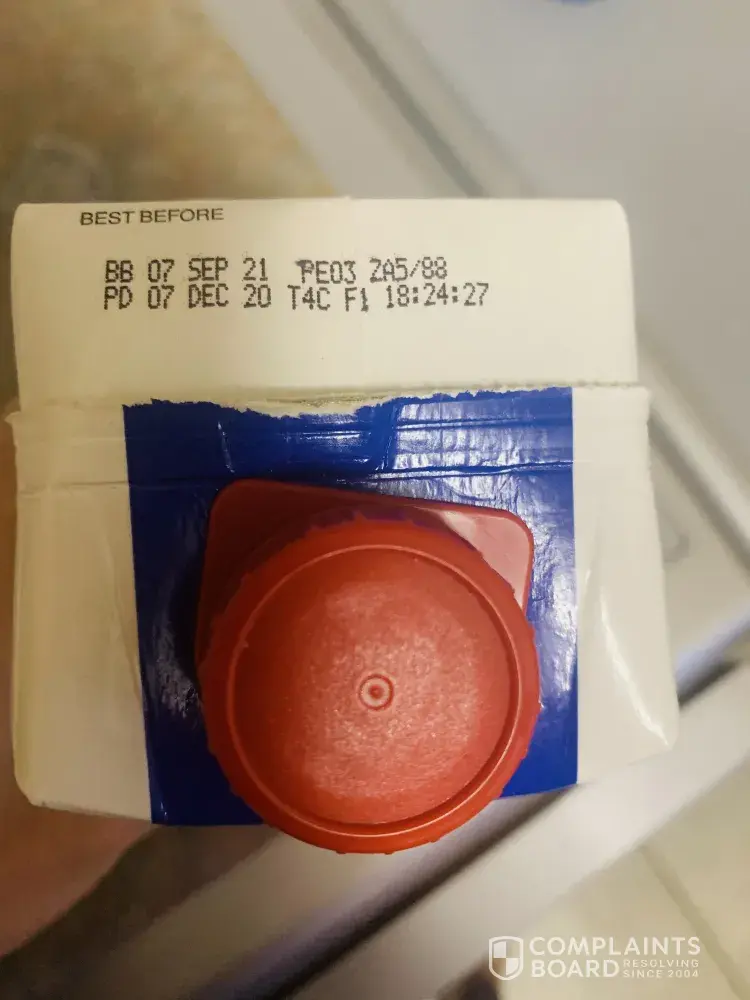 BEST BEFORE
BB 07 SEP 21 PE03 2A5/88
PD 07 DEC 20 T4C F1 18:24:27
COMPLAINTS
BOARD RESOLVING
SINCE 2004